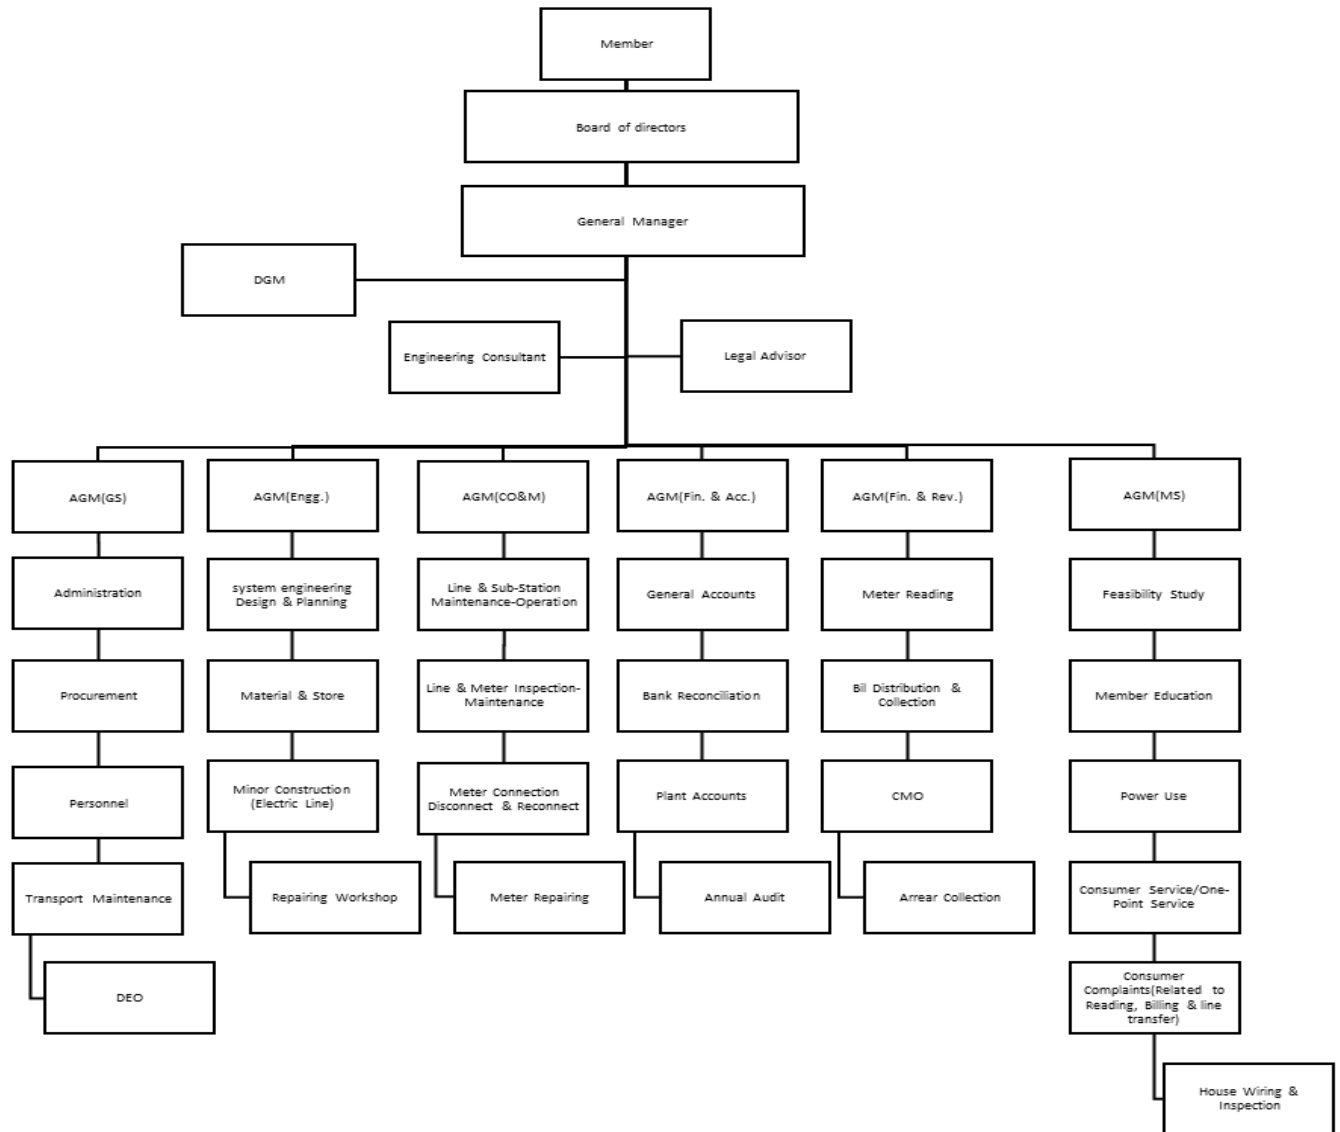 Member
Board of directors
General Manager
DGM
Engineering Consultant
Legal Advisor
AGM(GS)
AGM(Engg.)
AGM(CO&M)
AGM(Fin. & Acc.)
AGM(Fin. & Rev.)
AGM(MS)
Administration
system engineering
Design & Planning
Line & Sub-Station
Maintenance-Operation
General Accounts
Meter Reading
Feasibility Study
Procurement
Material & Store
Line & Meter Inspection-
Maintenance
Bank Reconciliation
Bil Distribution &
Collection
Member Education
Personnel
Minor Construction
(Electric Line)
Meter Connection
Disconnect & Reconnect
Plant Accounts
CMO
Power Use
Transport Maintenance
Repairing Workshop
Meter Repairing
Annual Audit
Arrear Collection
Consumer Service/One-
Point Service
DEO
Consumer
Complaints(Related to
Reading, Billing & line
transfer)
House Wiring &
Inspection